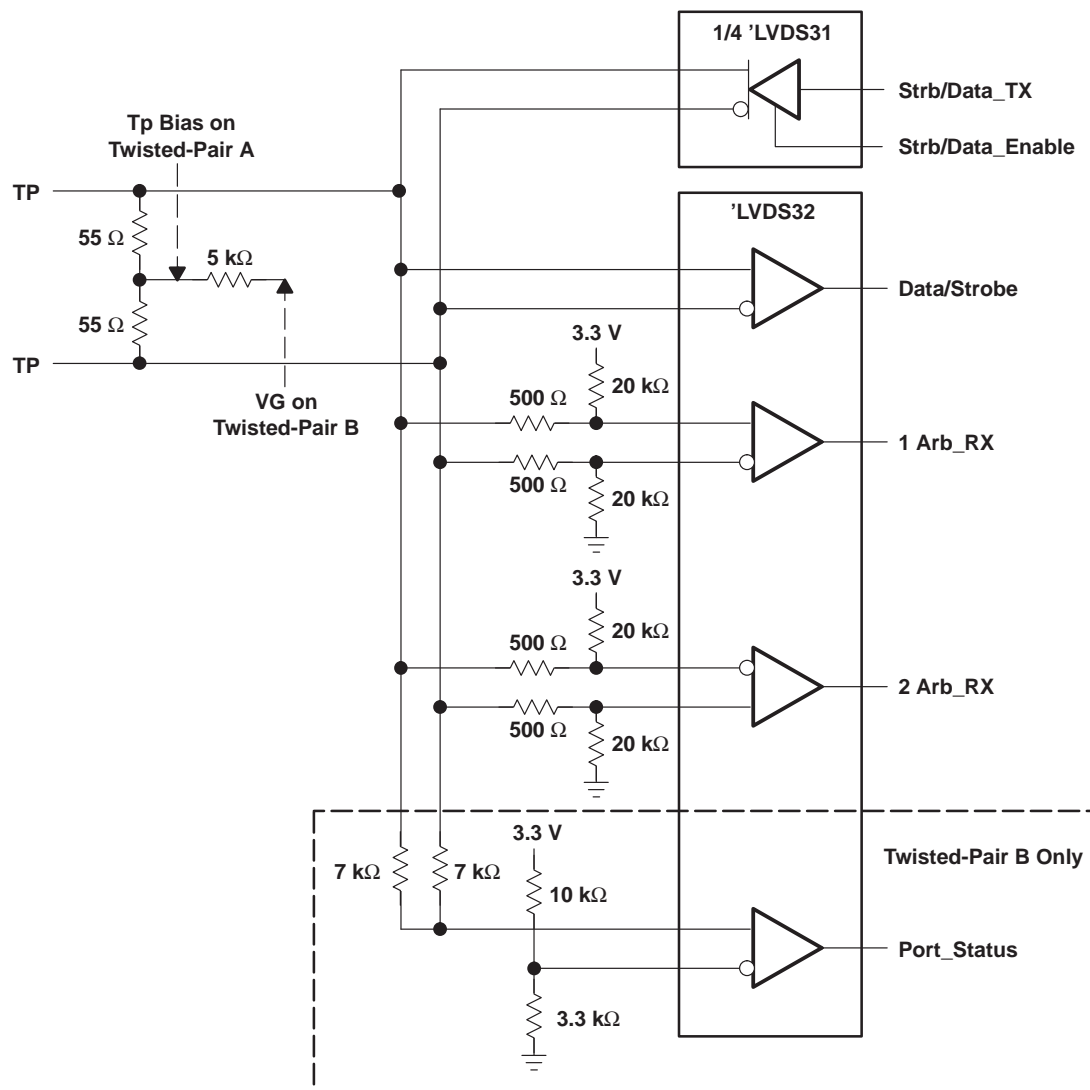 1/4 ’LVDS31
Strb/Data_TX
Strb/Data_Enable
Tp Bias on
Twisted-Pair A
TP
55 Ω
5 kΩ
55 Ω
TP
VG on
Twisted-Pair B
’LVDS32
Data/Strobe
3.3 V
20 kΩ
500 Ω
1 Arb_RX
500 Ω
20 kΩ
3.3 V
20 kΩ
500 Ω
2 Arb_RX
500 Ω
20 kΩ
3.3 V
Twisted-Pair B Only
7 kΩ
7 kΩ
10 kΩ
Port_Status
3.3 kΩ